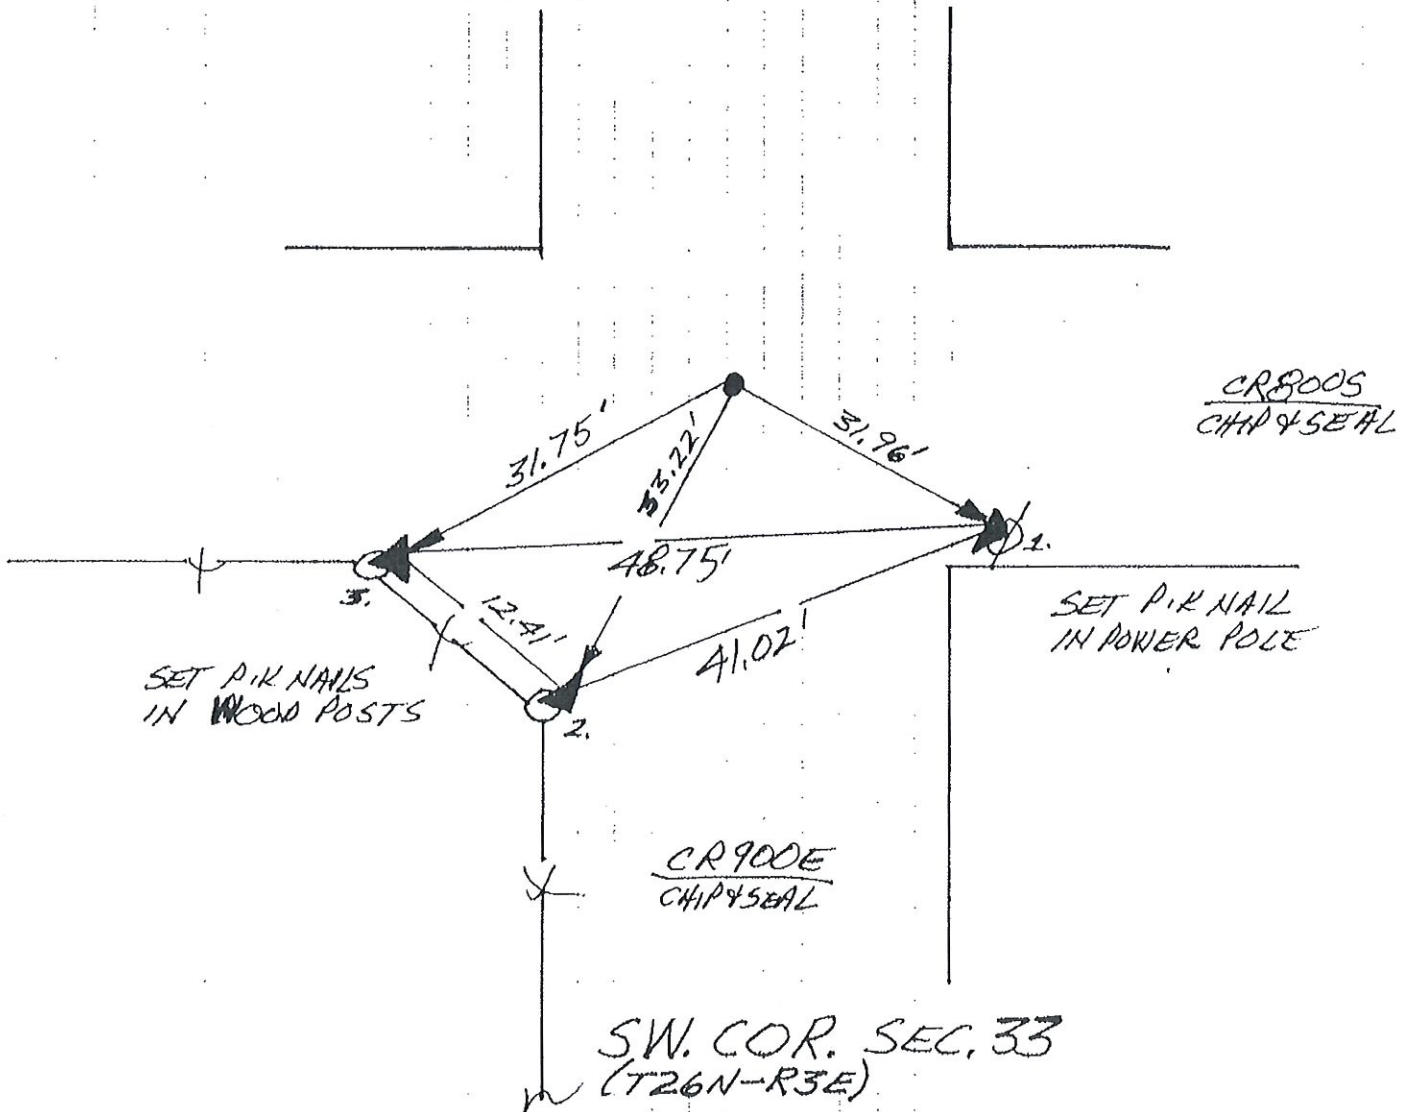 CR800S
CHIP & SEAL
31.75'
33.22'
31.96'
48.75'
1.
3.
12.41'
41.02'
SET P.K NAIL
IN POWER POLE
SET P.K NAILS
IN WOOD POSTS
2.
CR900E
CHIP & SEAL
SW. COR. SEC. 33
(T26N-R3E)